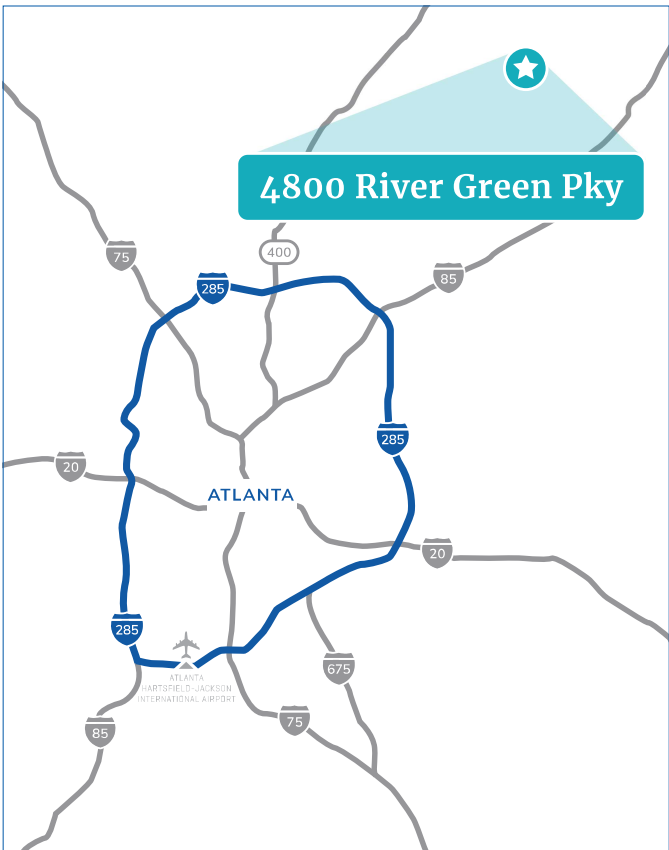 4800 River Green Pky
400
75
285
85
285
20
ATLANTA
20
285
675
ATLANTA
HARTSFIELD-JACKSON
INTERNATIONAL AIRPORT
75
85